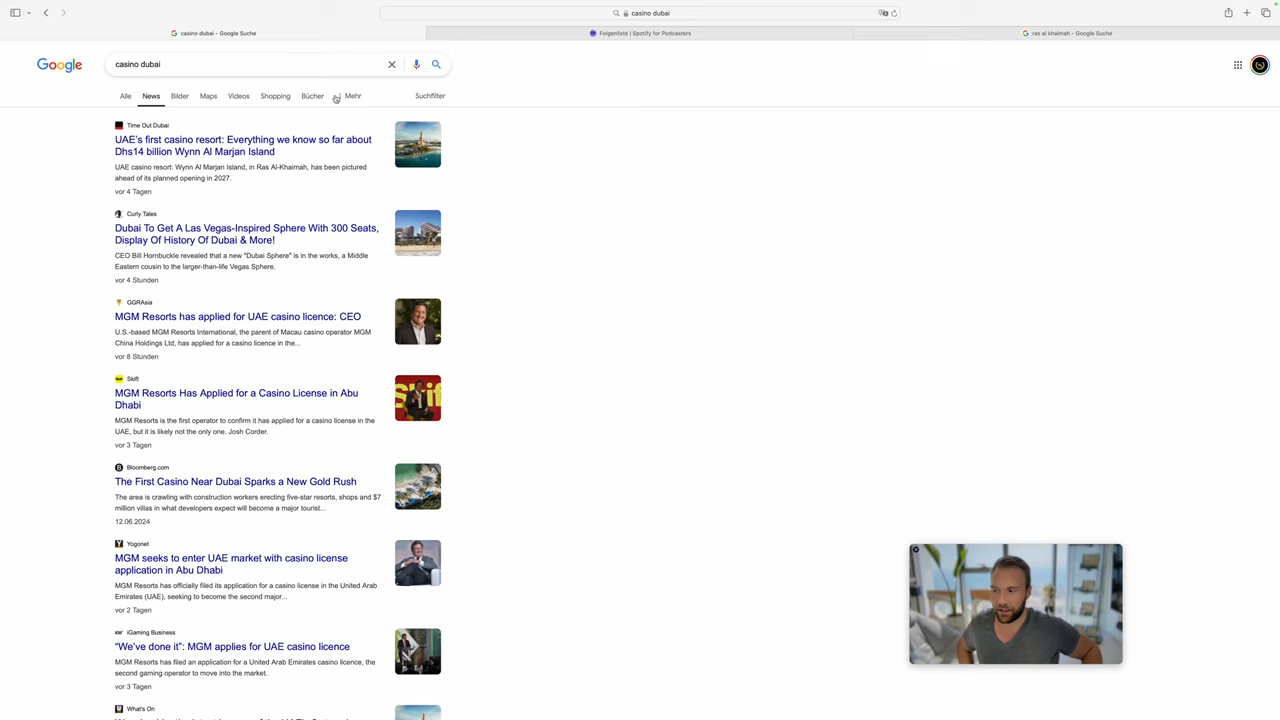 casino dubai
casino dubai - Google Suche
Folgenliste | Spotify for Podcasters
ras al khaimah - Google Suche
Google
casino dubai
Alle
News
Bilder
Maps
Videos
Shopping
Bücher
Mehr
Suchfilter
Time Out Dubai
UAE's first casino resort: Everything we know so far about
Dhs14 billion Wynn Al Marjan Island
UAE casino resort: Wynn Al Marjan Island, in Ras Al-Khaimah, has been pictured
ahead of its planned opening in 2027.
vor 4 Tagen
Curly Tales
Dubai To Get A Las Vegas-Inspired Sphere With 300 Seats,
Display Of History Of Dubai & More!
CEO Bill Hornbuckle revealed that a new "Dubai Sphere" is in the works, a Middle
Eastern cousin to the larger-than-life Vegas Sphere.
vor 4 Stunden
GGRAsia
MGM Resorts has applied for UAE casino licence: CEO
U.S.-based MGM Resorts International, the parent of Macau casino operator MGM
China Holdings Ltd, has applied for a casino licence in the...
vor 8 Stunden
Skift
MGM Resorts Has Applied for a Casino License in Abu
Dhabi
MGM Resorts is the first operator to confirm it has applied for a casino license in the
UAE, but it is likely not the only one. Josh Corder.
vor 3 Tagen
Bloomberg.com
The First Casino Near Dubai Sparks a New Gold Rush
The area is crawling with construction workers erecting five-star resorts, shops and $7
million villas in what developers expect will become a major tourist...
12.06.2024
Yogonet
MGM seeks to enter UAE market with casino license
application in Abu Dhabi
MGM Resorts has officially filed its application for a casino license in the United Arab
Emirates (UAE), seeking to become the second major...
vor 2 Tagen
iGaming Business
"We've done it": MGM applies for UAE casino licence
MGM Resorts has filed an application for a United Arab Emirates casino licence, the
second gaming operator to move into the market.
vor 3 Tagen
What's On